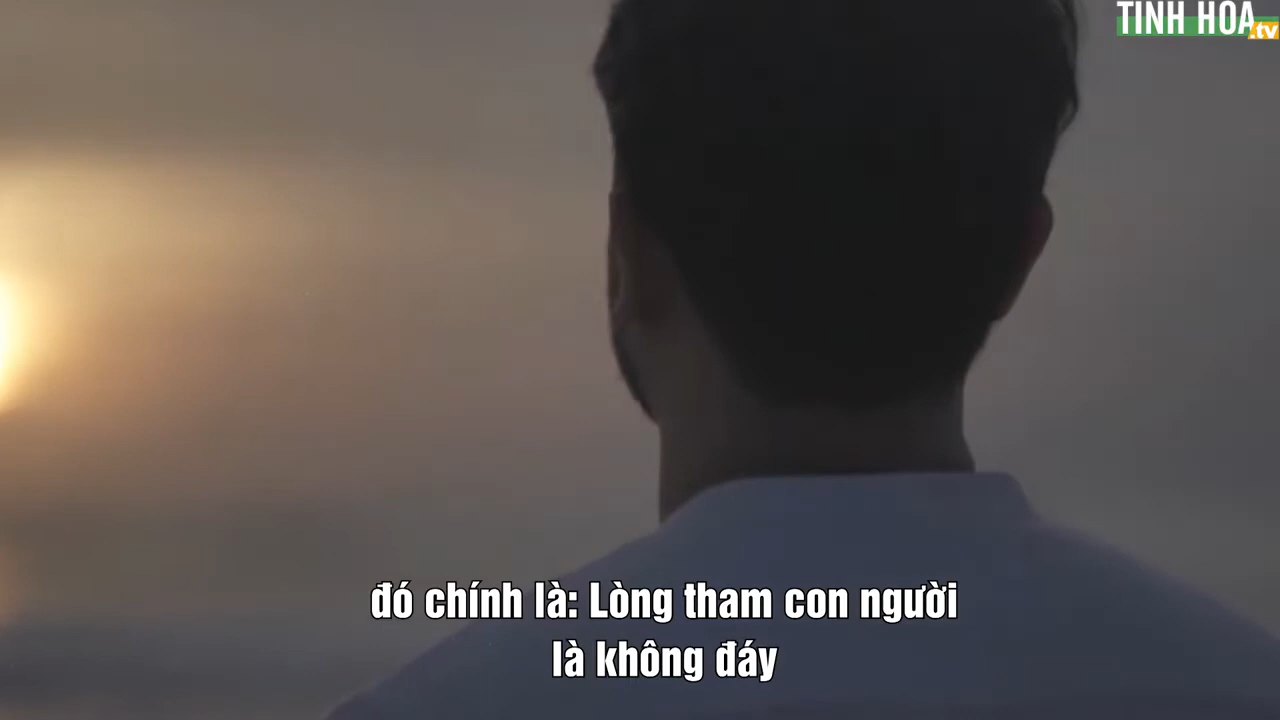 TINH HOA
.tv
đó chính là: Lòng tham con người
là không đáy